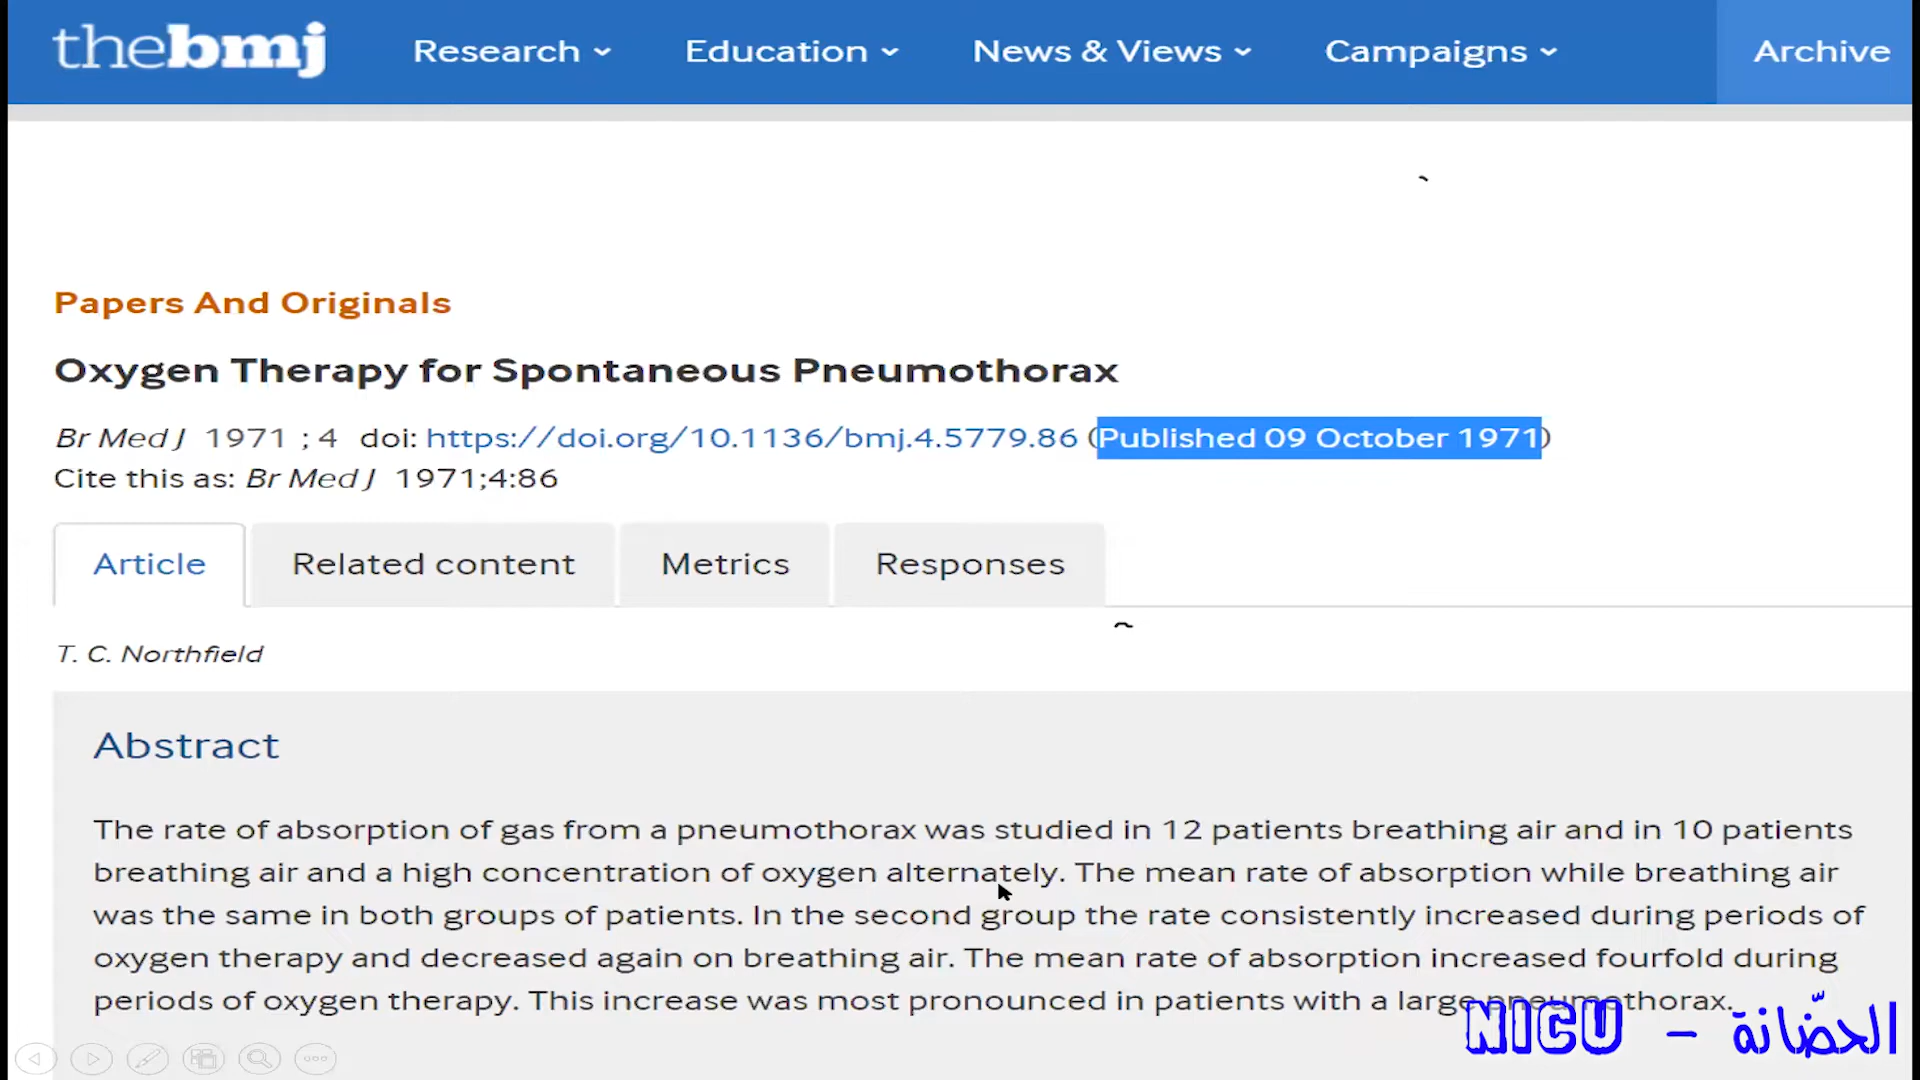 thebmj Research Education News & Views Campaigns Archive
Papers And Originals
Oxygen Therapy for Spontaneous Pneumothorax
Br Med J 1971 ; 4 doi: https://doi.org/10.1136/bmj.4.5779.86 (Published 09 October 1971)
Cite this as: Br Med J 1971;4:86
Article Related content Metrics Responses
T. C. Northfield
Abstract
The rate of absorption of gas from a pneumothorax was studied in 12 patients breathing air and in 10 patients
breathing air and a high concentration of oxygen alternately. The mean rate of absorption while breathing air
was the same in both groups of patients. In the second group the rate consistently increased during periods of
oxygen therapy and decreased again on breathing air. The mean rate of absorption increased fourfold during
periods of oxygen therapy. This increase was most pronounced in patients with a large pneumothorax.
NICU - الحضّانة